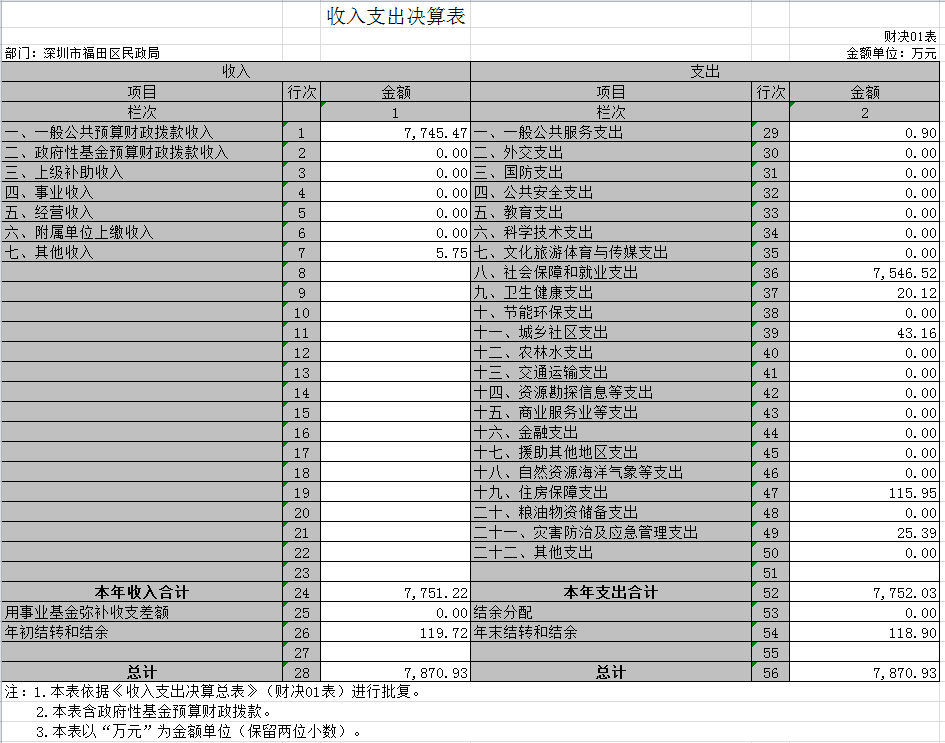 收入支出决算表
财决01表
部门：深圳市福田区民政局 金额单位：万元
收入 支出
项目 行次 金额 项目 行次 金额
栏次 1 栏次 2
一、一般公共预算财政拨款收入 1 7,745.47 一、一般公共服务支出 29 0.90
二、政府性基金预算财政拨款收入 2 0.00 二、外交支出 30 0.00
三、上级补助收入 3 0.00 三、国防支出 31 0.00
四、事业收入 4 0.00 四、公共安全支出 32 0.00
五、经营收入 5 0.00 五、教育支出 33 0.00
六、附属单位上缴收入 6 0.00 六、科学技术支出 34 0.00
七、其他收入 7 5.75 七、文化旅游体育与传媒支出 35 0.00
8 八、社会保障和就业支出 36 7,546.52
9 九、卫生健康支出 37 20.12
10 十、节能环保支出 38 0.00
11 十一、城乡社区支出 39 43.16
12 十二、农林水支出 40 0.00
13 十三、交通运输支出 41 0.00
14 十四、资源勘探信息等支出 42 0.00
15 十五、商业服务业等支出 43 0.00
16 十六、金融支出 44 0.00
17 十七、援助其他地区支出 45 0.00
18 十八、自然资源海洋气象等支出 46 0.00
19 十九、住房保障支出 47 115.95
20 二十、粮油物资储备支出 48 0.00
21 二十一、灾害防治及应急管理支出 49 25.39
22 二十二、其他支出 50 0.00
23 51
本年收入合计 24 7,751.22 本年支出合计 52 7,752.03
用事业基金弥补收支差额 25 0.00 结余分配 53 0.00
年初结转和结余 26 119.72 年末结转和结余 54 118.90
27 55
总计 28 7,870.93 总计 56 7,870.93
注：1.本表依据《收入支出决算总表》（财决01表）进行批复。
2.本表含政府性基金预算财政拨款。
3.本表以“万元”为金额单位（保留两位小数）。